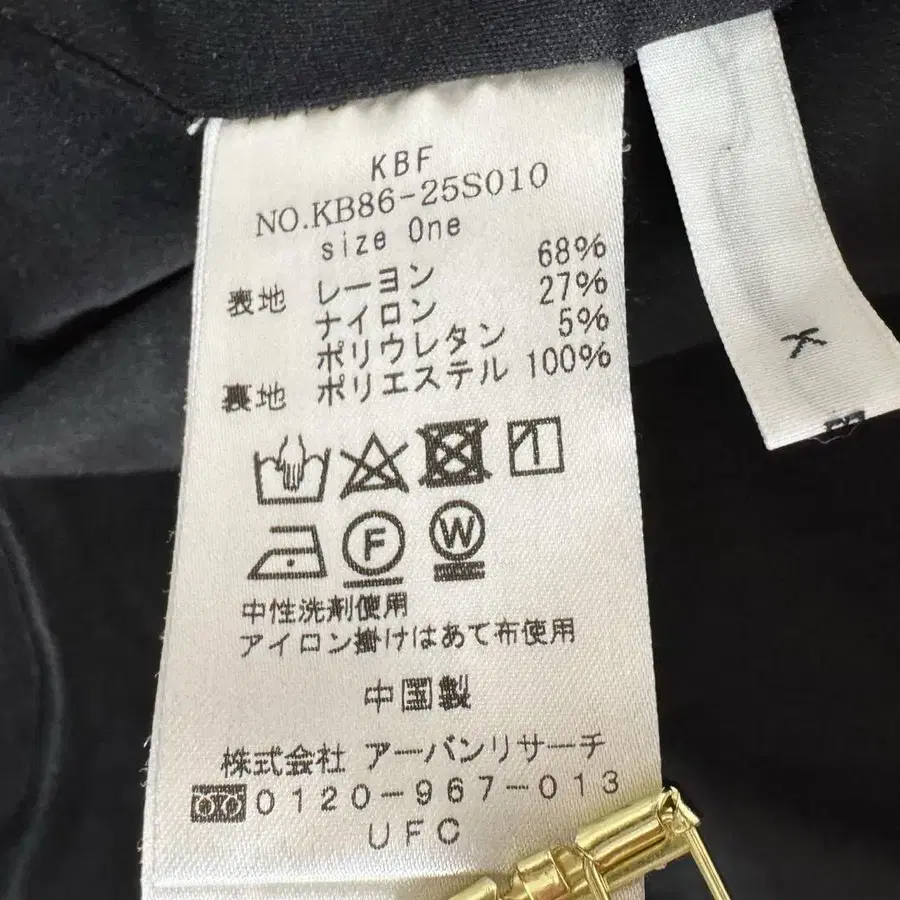 KBF
NO.KB86-25S010
size One
表地 レーヨン 68%
ナイロン 27%
ポリウレタン 5%
裏地 ポリエステル 100%
F
W
中性洗剤使用
アイロン掛けはあて布使用
中国製
株式会社 アーバンリサーチ
0120-967-013
UFC